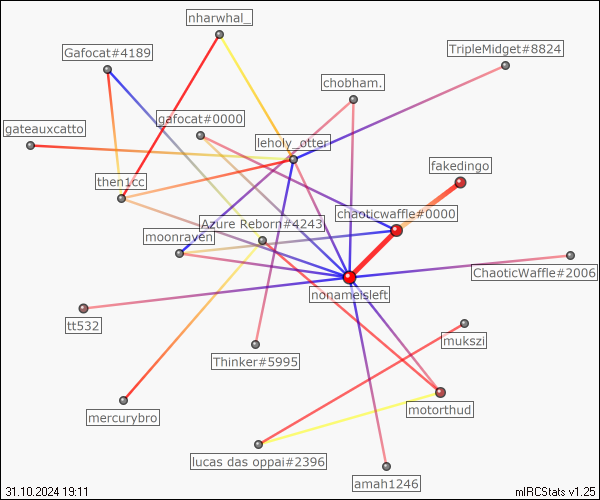 nharwhal_
Gafocat#4189
TripleMidget#8824
chobham.
gafocat#0000
gateauxcatto
leholy_otter
fakedingo
then1cc
chaoticwaffle#0000
Azure Reborn#4243
moonraven
ChaoticWaffle#2006
nonameisleft
tt532
mukszi
Thinker#5995
motorthud
mercurybro
lucas das oppai#2396
amah1246
31.10.2024 19:11
mIRCStats v1.25